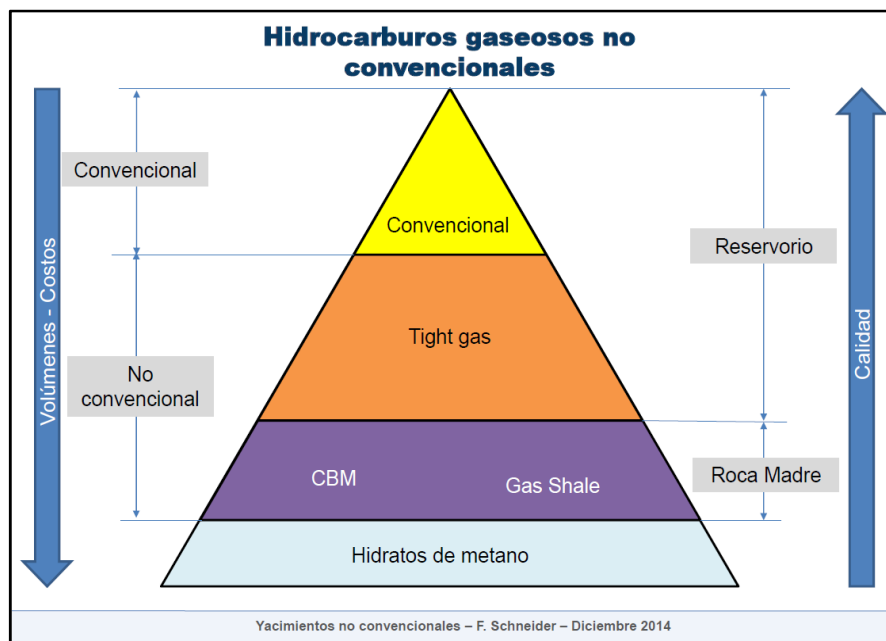 Hidrocarburos gaseosos no
convencionales
Volúmenes - Costos
Convencional
No
convencional
Convencional
Tight gas
CBM
Gas Shale
Hidratos de metano
Reservorio
Roca Madre
Calidad
Yacimientos no convencionales – F. Schneider – Diciembre 2014